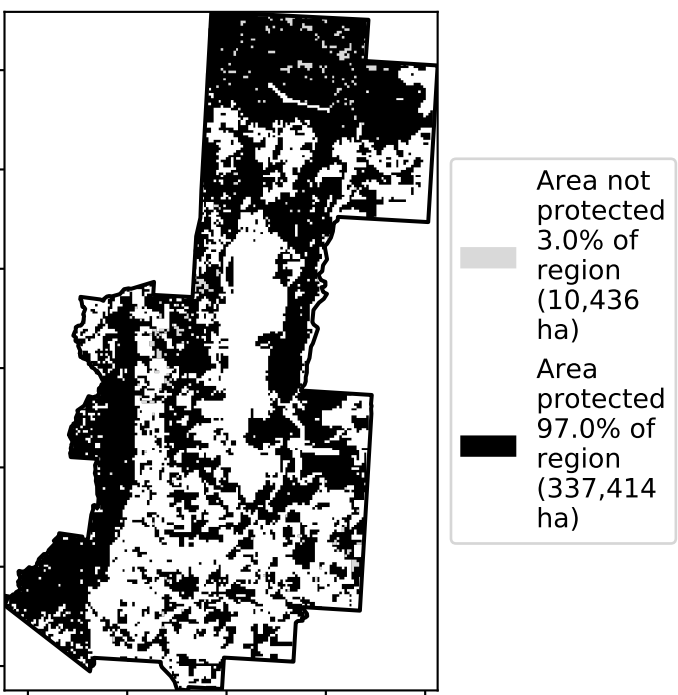 Area not
protected
3.0% of
region
(10,436
ha)
Area
protected
97.0% of
region
(337,414
ha)